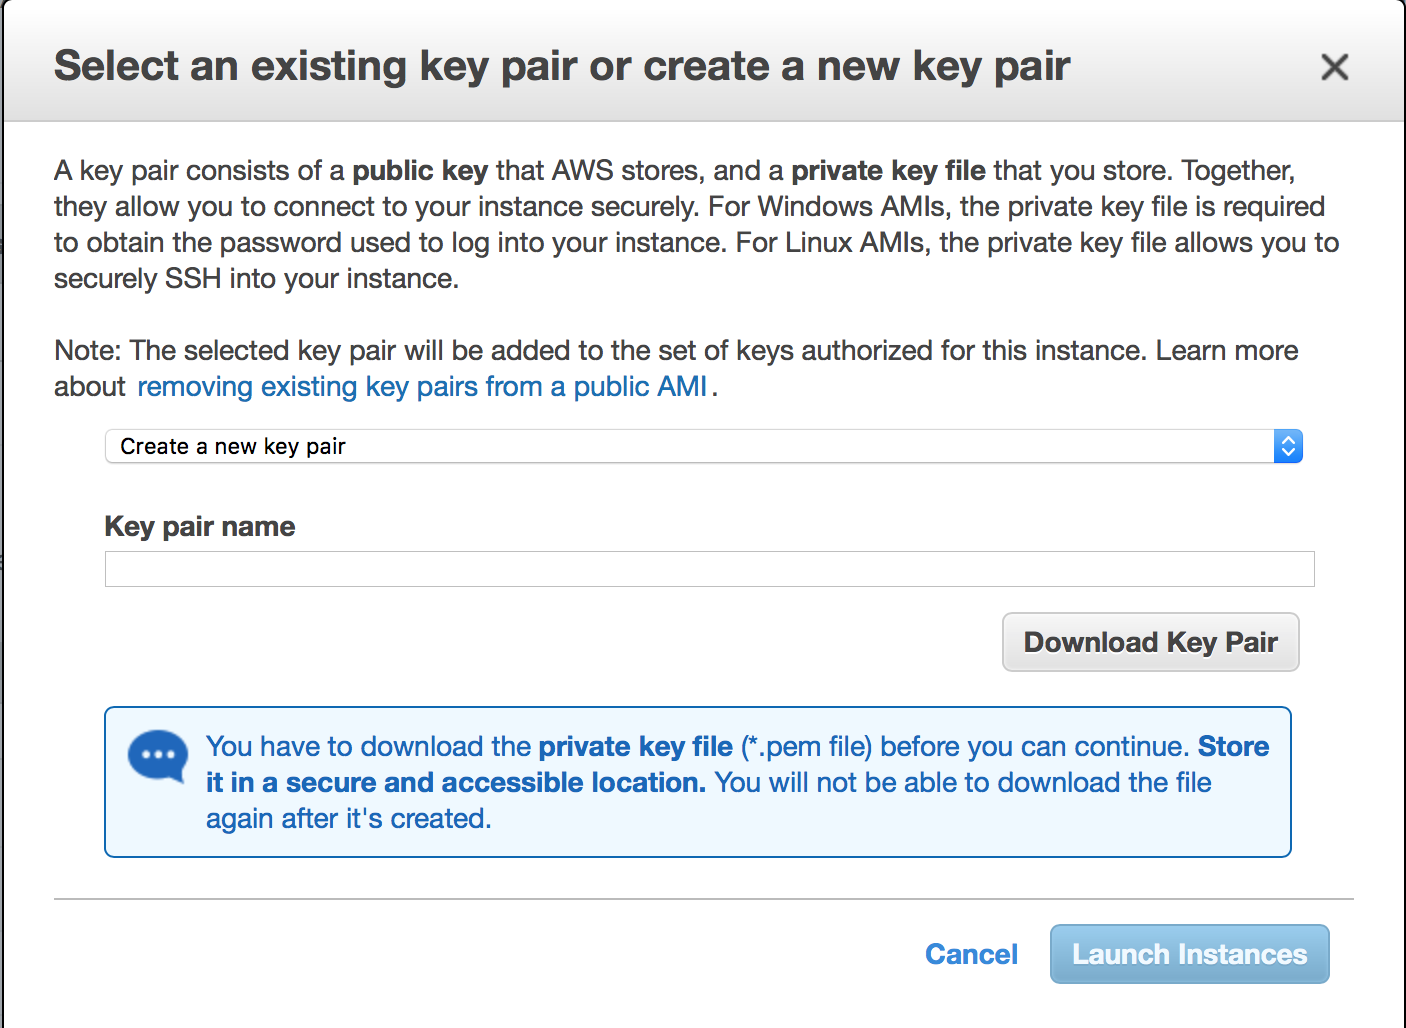 Select an existing key pair or create a new key pair
A key pair consists of a public key that AWS stores, and a private key file that you store. Together,
they allow you to connect to your instance securely. For Windows AMIs, the private key file is required
to obtain the password used to log into your instance. For Linux AMIs, the private key file allows you to
securely SSH into your instance.
Note: The selected key pair will be added to the set of keys authorized for this instance. Learn more
about removing existing key pairs from a public AMI.
Create a new key pair
Key pair name
Download Key Pair
You have to download the private key file (*.pem file) before you can continue. Store
it in a secure and accessible location. You will not be able to download the file
again after it's created.
Cancel
Launch Instances